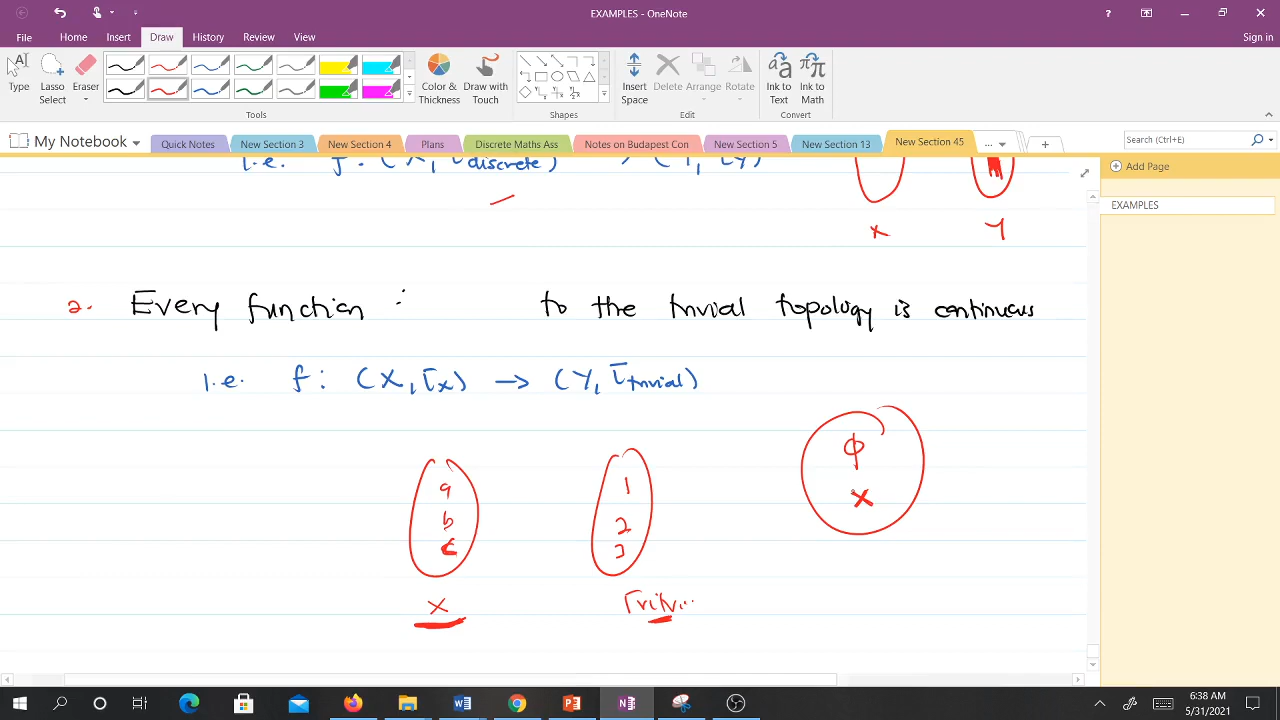 EXAMPLES - OneNote
Sign in
File Home Insert Draw History Review View
Type Lasso Select Eraser Color & Thickness Draw with Touch Insert Space Delete Arrange Rotate Ink to Text Ink to Math
Tools Shapes Edit Convert
My Notebook Quick Notes New Section 3 New Section 4 Plans Discrete Maths Ass Notes on Budapest Con New Section 5 New Section 13 New Section 45 ... Search (Ctrl+E)
Add Page
EXAMPLES
i.e. f: (X, τdiscrete) → (Y, τY)
X Y
2. Every function : to the trivial topology is continuous
i.e. f: (X, τx) → (Y, τtrivial)
a 1 ϕ
b 2 X
c 3
X
6:38 AM
5/31/2021